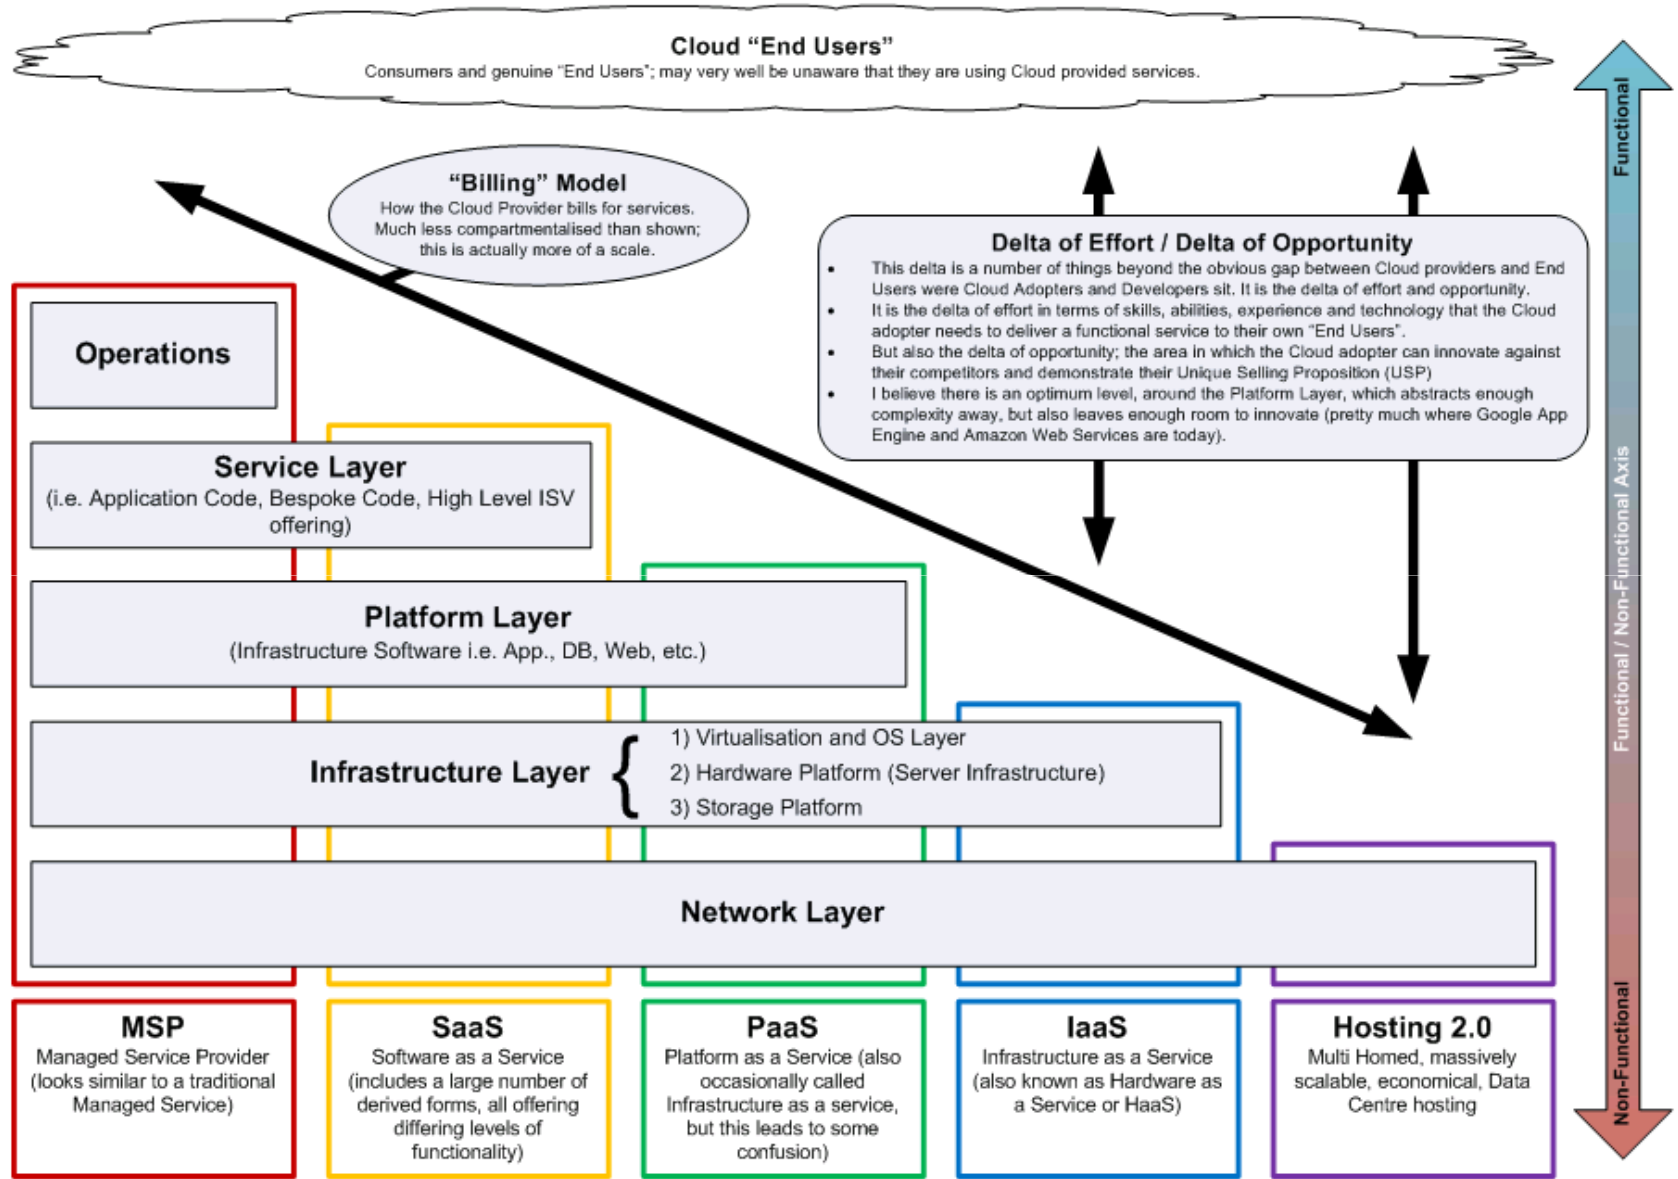 Cloud “End Users”
Consumers and genuine “End Users”; may very well be unaware that they are using Cloud provided services.
“Billing” Model
How the Cloud Provider bills for services.
Much less compartmentalised than shown;
this is actually more of a scale.
Delta of Effort / Delta of Opportunity
• This delta is a number of things beyond the obvious gap between Cloud providers and End
Users were Cloud Adopters and Developers sit. It is the delta of effort and opportunity.
• It is the delta of effort in terms of skills, abilities, experience and technology that the Cloud
adopter needs to deliver a functional service to their own “End Users”.
• But also the delta of opportunity; the area in which the Cloud adopter can innovate against
their competitors and demonstrate their Unique Selling Proposition (USP)
• I believe there is an optimum level, around the Platform Layer, which abstracts enough
complexity away, but also leaves enough room to innovate (pretty much where Google App
Engine and Amazon Web Services are today).
Operations
Service Layer
(i.e. Application Code, Bespoke Code, High Level ISV
offering)
Platform Layer
(Infrastructure Software i.e. App., DB, Web, etc.)
Infrastructure Layer {
1) Virtualisation and OS Layer
2) Hardware Platform (Server Infrastructure)
3) Storage Platform
Network Layer
MSP
Managed Service Provider
(looks similar to a traditional
Managed Service)
SaaS
Software as a Service
(includes a large number of
derived forms, all offering
differing levels of
functionality)
PaaS
Platform as a Service (also
occasionally called
Infrastructure as a service,
but this leads to some
confusion)
IaaS
Infrastructure as a Service
(also known as Hardware as
a Service or HaaS)
Hosting 2.0
Multi Homed, massively
scalable, economical, Data
Centre hosting
Functional
Functional / Non-Functional Axis
Non-Functional